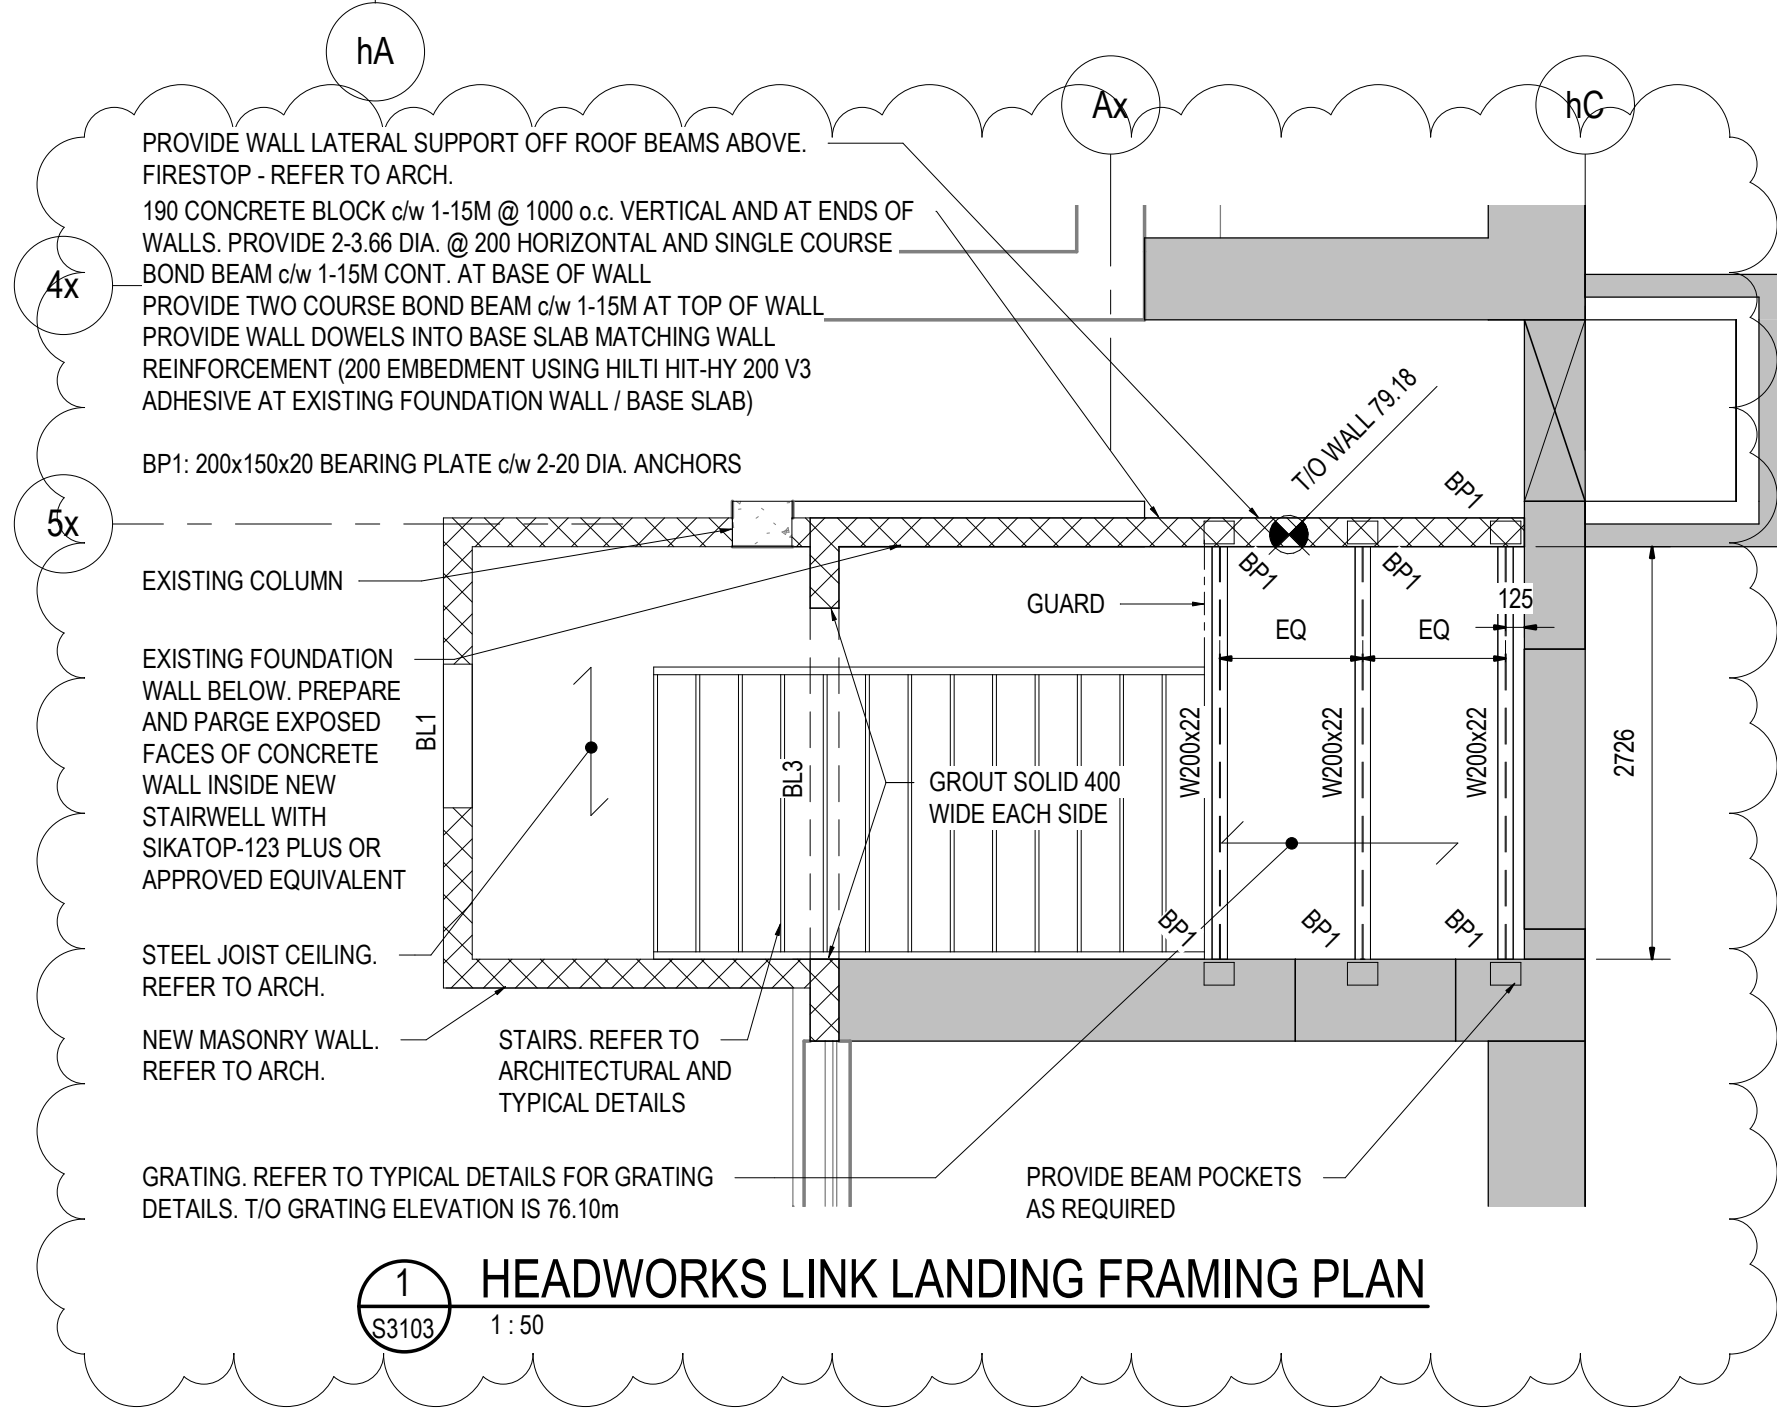 hA
Ax
hC
PROVIDE WALL LATERAL SUPPORT OFF ROOF BEAMS ABOVE.
FIRESTOP - REFER TO ARCH.
190 CONCRETE BLOCK c/w 1-15M @ 1000 o.c. VERTICAL AND AT ENDS OF
WALLS. PROVIDE 2-3.66 DIA. @ 200 HORIZONTAL AND SINGLE COURSE
BOND BEAM c/w 1-15M CONT. AT BASE OF WALL
4x
PROVIDE TWO COURSE BOND BEAM c/w 1-15M AT TOP OF WALL
PROVIDE WALL DOWELS INTO BASE SLAB MATCHING WALL
REINFORCEMENT (200 EMBEDMENT USING HILTI HIT-HY 200 V3
ADHESIVE AT EXISTING FOUNDATION WALL / BASE SLAB)
BP1: 200x150x20 BEARING PLATE c/w 2-20 DIA. ANCHORS
T/O WALL 79.18
BP1
5x
EXISTING COLUMN
BP1
BP1
GUARD
125
EQ
EQ
EXISTING FOUNDATION
WALL BELOW. PREPARE
AND PARGE EXPOSED
FACES OF CONCRETE
WALL INSIDE NEW
STAIRWELL WITH
SIKATOP-123 PLUS OR
APPROVED EQUIVALENT
BL1
BL3
GROUT SOLID 400
WIDE EACH SIDE
W200x22
W200x22
W200x22
2726
BP1
BP1
BP1
STEEL JOIST CEILING.
REFER TO ARCH.
NEW MASONRY WALL.
REFER TO ARCH.
STAIRS. REFER TO
ARCHITECTURAL AND
TYPICAL DETAILS
GRATING. REFER TO TYPICAL DETAILS FOR GRATING
DETAILS. T/O GRATING ELEVATION IS 76.10m
PROVIDE BEAM POCKETS
AS REQUIRED
1
S3103
HEADWORKS LINK LANDING FRAMING PLAN
1 : 50